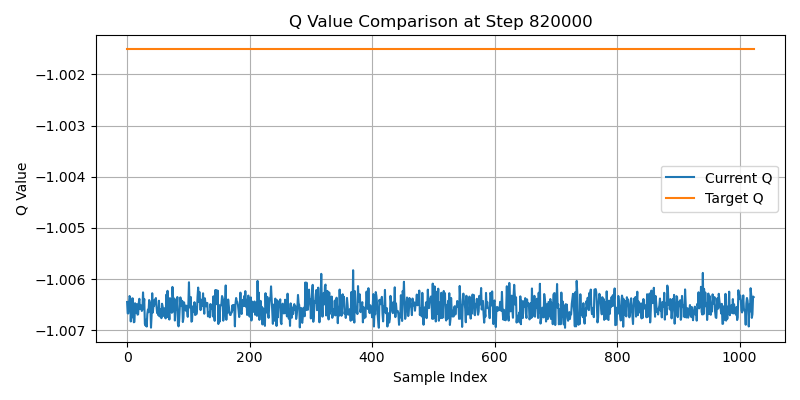 Q Value Comparison at Step 820000
Q Value
−1.002
−1.003
−1.004
−1.005
−1.006
−1.007
Current Q
Target Q
0
200
400
600
800
1000
Sample Index